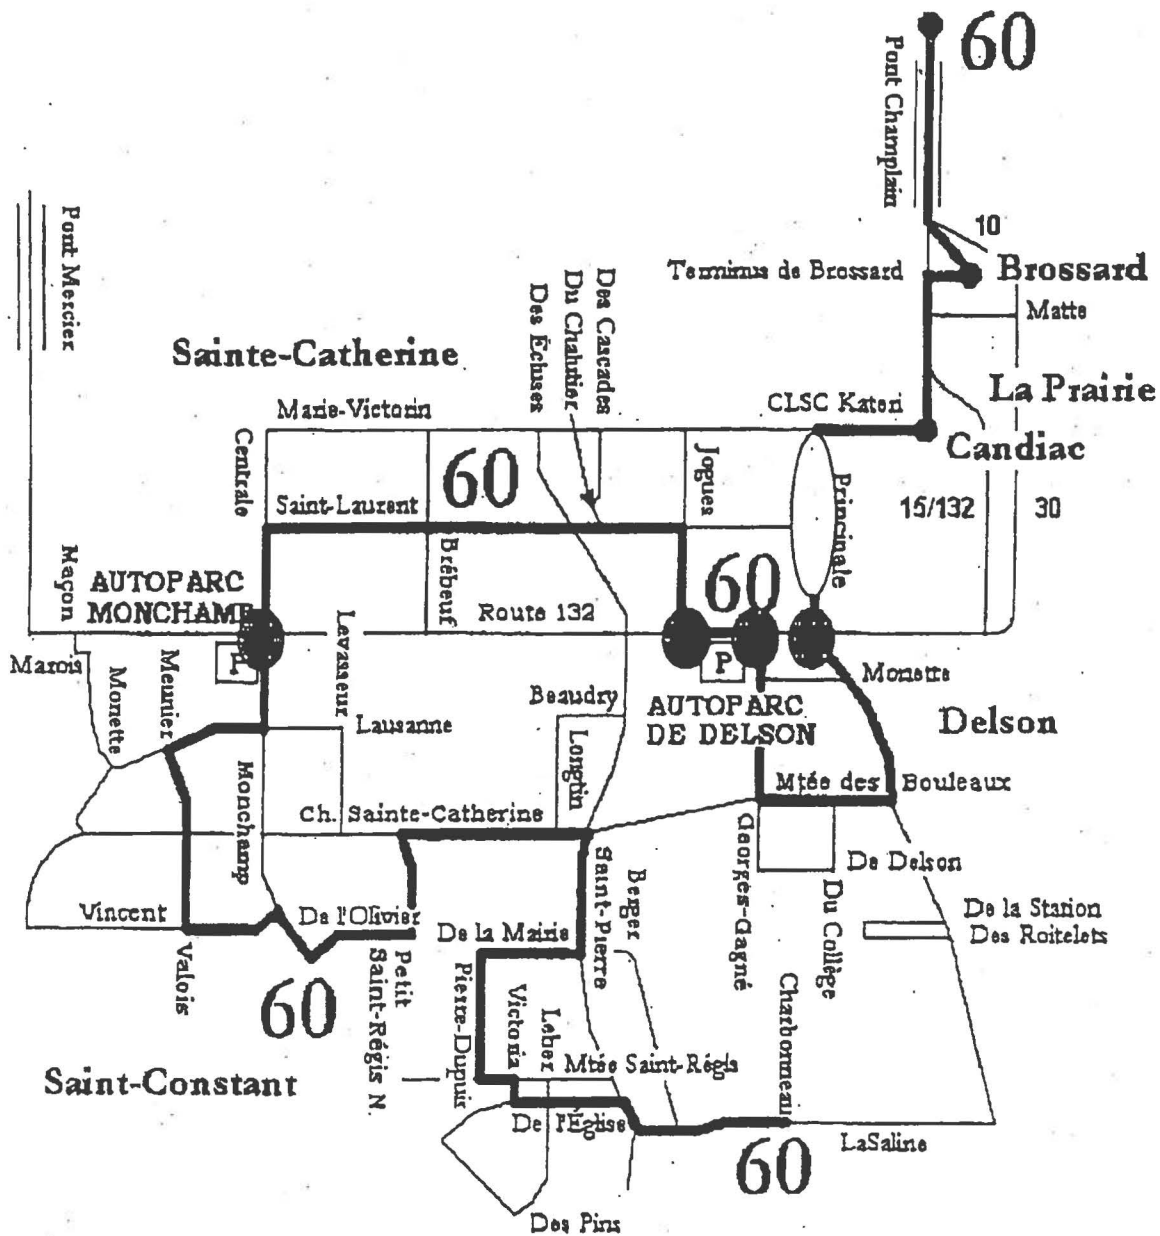 60
Pont Champlain
10
Terminus de Brossard
Brossard
Matte
Pont Mercier
Des Écluses
Du Chalutier
Des Cascades
Sainte-Catherine
La Prairie
Marie-Victorin
CLSC Kateri
Candiac
Centrale
60
Jogues
Principale
Saint-Laurent
15/132
30
Brébeuf
Maçon
AUTOPARC
MONCHAMP
60
Route 132
Levasseur
Marois
Monette
Meunier
P
P
Monette
Beaudry
AUTOPARC
DE DELSON
Delson
Lausanne
Longtin
Monchamp
Mtée des Bouleaux
Ch. Sainte-Catherine
Georges-Gagné
De Delson
Saint-Pierre
Berger
Du Collège
Vincent
De l'Olivier
De la Station
Des Roitelets
De la Mairie
Valois
60
Petit
Saint-Régis N.
Pierre-Dupuir
Victoria
Leber
Charbonneau
Mtée Saint-Régis
Saint-Constant
De l'Église
LaSaline
60
Des Pins